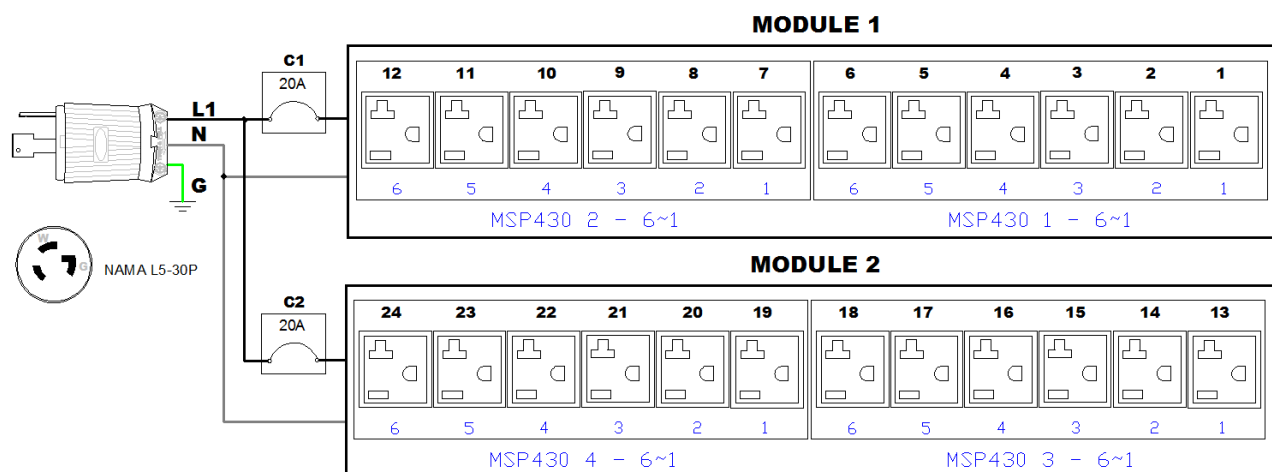 MODULE 1
C1
20A
12 11 10 9 8 7 6 5 4 3 2 1
L1
N
G
6 5 4 3 2 1 6 5 4 3 2 1
MSP430 2 - 6~1 MSP430 1 - 6~1
W
G
NAMA L5-30P
MODULE 2
C2
20A
24 23 22 21 20 19 18 17 16 15 14 13
6 5 4 3 2 1 6 5 4 3 2 1
MSP430 4 - 6~1 MSP430 3 - 6~1